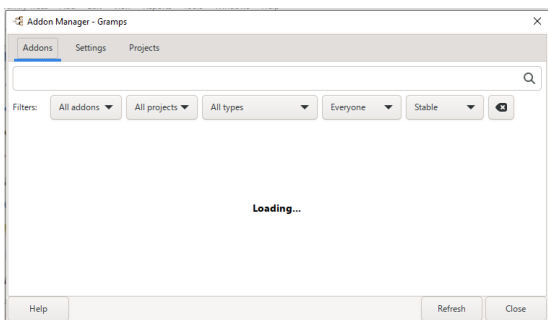 Addon Manager - Gramps
Addons Settings Projects
Filters: All addons All projects All types Everyone Stable
Loading...
Help Refresh Close